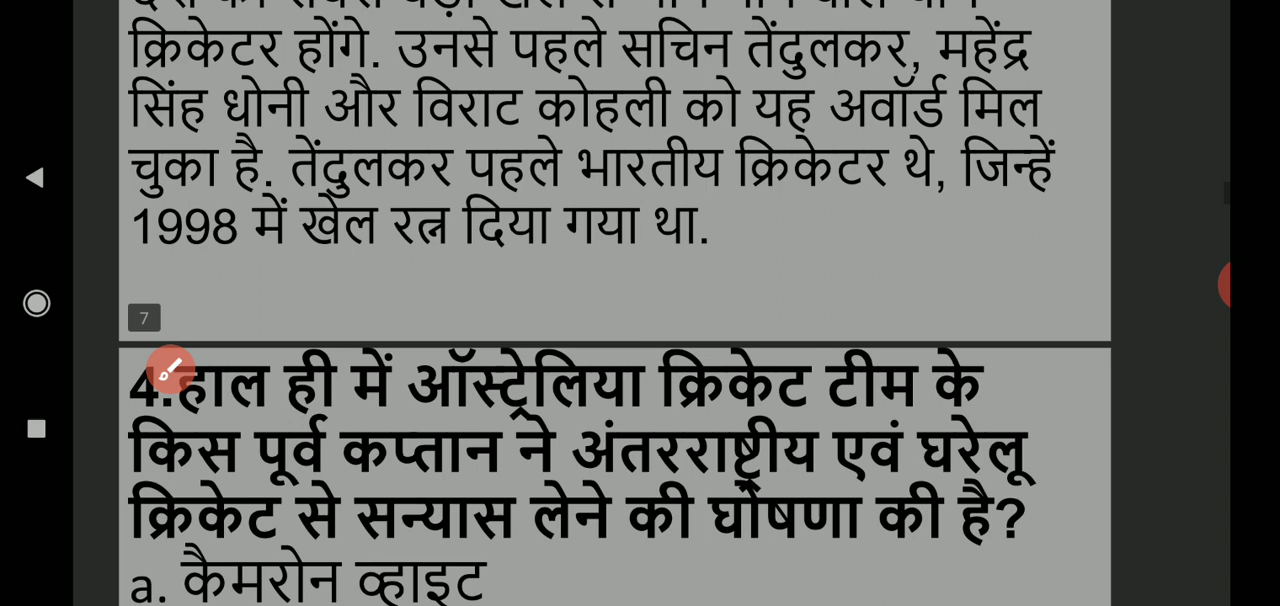 क्रिकेटर होंगे. उनसे पहले सचिन तेंदुलकर, महेंद्र
सिंह धोनी और विराट कोहली को यह अवॉर्ड मिल
चुका है. तेंदुलकर पहले भारतीय क्रिकेटर थे, जिन्हें
1998 में खेल रत्न दिया गया था.
7
4.हाल ही में ऑस्ट्रेलिया क्रिकेट टीम के
किस पूर्व कप्तान ने अंतरराष्ट्रीय एवं घरेलू
क्रिकेट से सन्यास लेने की घोषणा की है?
a. कैमरोन व्हाइट